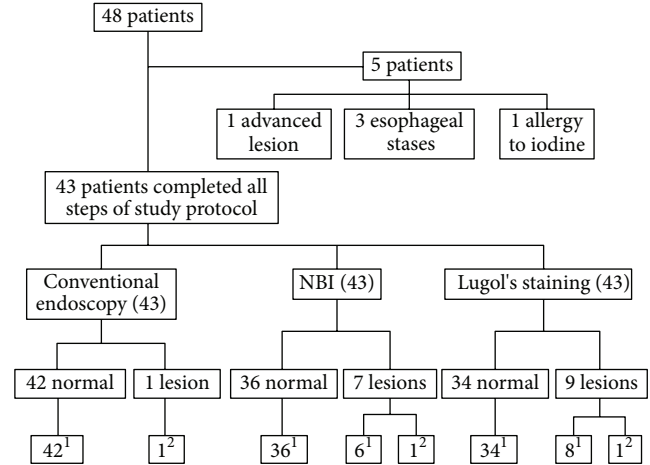 48 patients
5 patients
1 advanced
lesion
3 esophageal
stases
1 allergy
to iodine
43 patients completed all
steps of study protocol
Conventional
endoscopy (43)
NBI (43)
Lugol's staining (43)
42 normal
1 lesion
36 normal
7 lesions
34 normal
9 lesions
42¹
1²
36¹
6¹
1²
34¹
8¹
1²